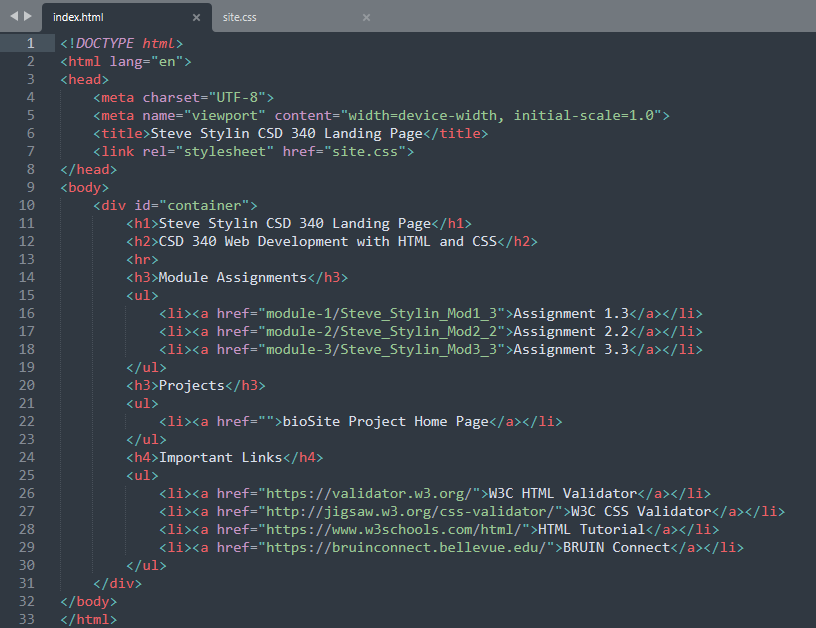 index.html × site.css ×
1 <!DOCTYPE html>
2 <html lang="en">
3 <head>
4     <meta charset="UTF-8">
5     <meta name="viewport" content="width=device-width, initial-scale=1.0">
6     <title>Steve Stylin CSD 340 Landing Page</title>
7     <link rel="stylesheet" href="site.css">
8 </head>
9 <body>
10     <div id="container">
11         <h1>Steve Stylin CSD 340 Landing Page</h1>
12         <h2>CSD 340 Web Development with HTML and CSS</h2>
13         <hr>
14         <h3>Module Assignments</h3>
15         <ul>
16             <li><a href="module-1/Steve_Stylin_Mod1_3">Assignment 1.3</a></li>
17             <li><a href="module-2/Steve_Stylin_Mod2_2">Assignment 2.2</a></li>
18             <li><a href="module-3/Steve_Stylin_Mod3_3">Assignment 3.3</a></li>
19         </ul>
20         <h3>Projects</h3>
21         <ul>
22             <li><a href="">bioSite Project Home Page</a></li>
23         </ul>
24         <h4>Important Links</h4>
25         <ul>
26             <li><a href="https://validator.w3.org/">W3C HTML Validator</a></li>
27             <li><a href="http://jigsaw.w3.org/css-validator/">W3C CSS Validator</a></li>
28             <li><a href="https://www.w3schools.com/html/">HTML Tutorial</a></li>
29             <li><a href="https://bruinconnect.bellevue.edu/">BRUIN Connect</a></li>
30         </ul>
31     </div>
32 </body>
33 </html>